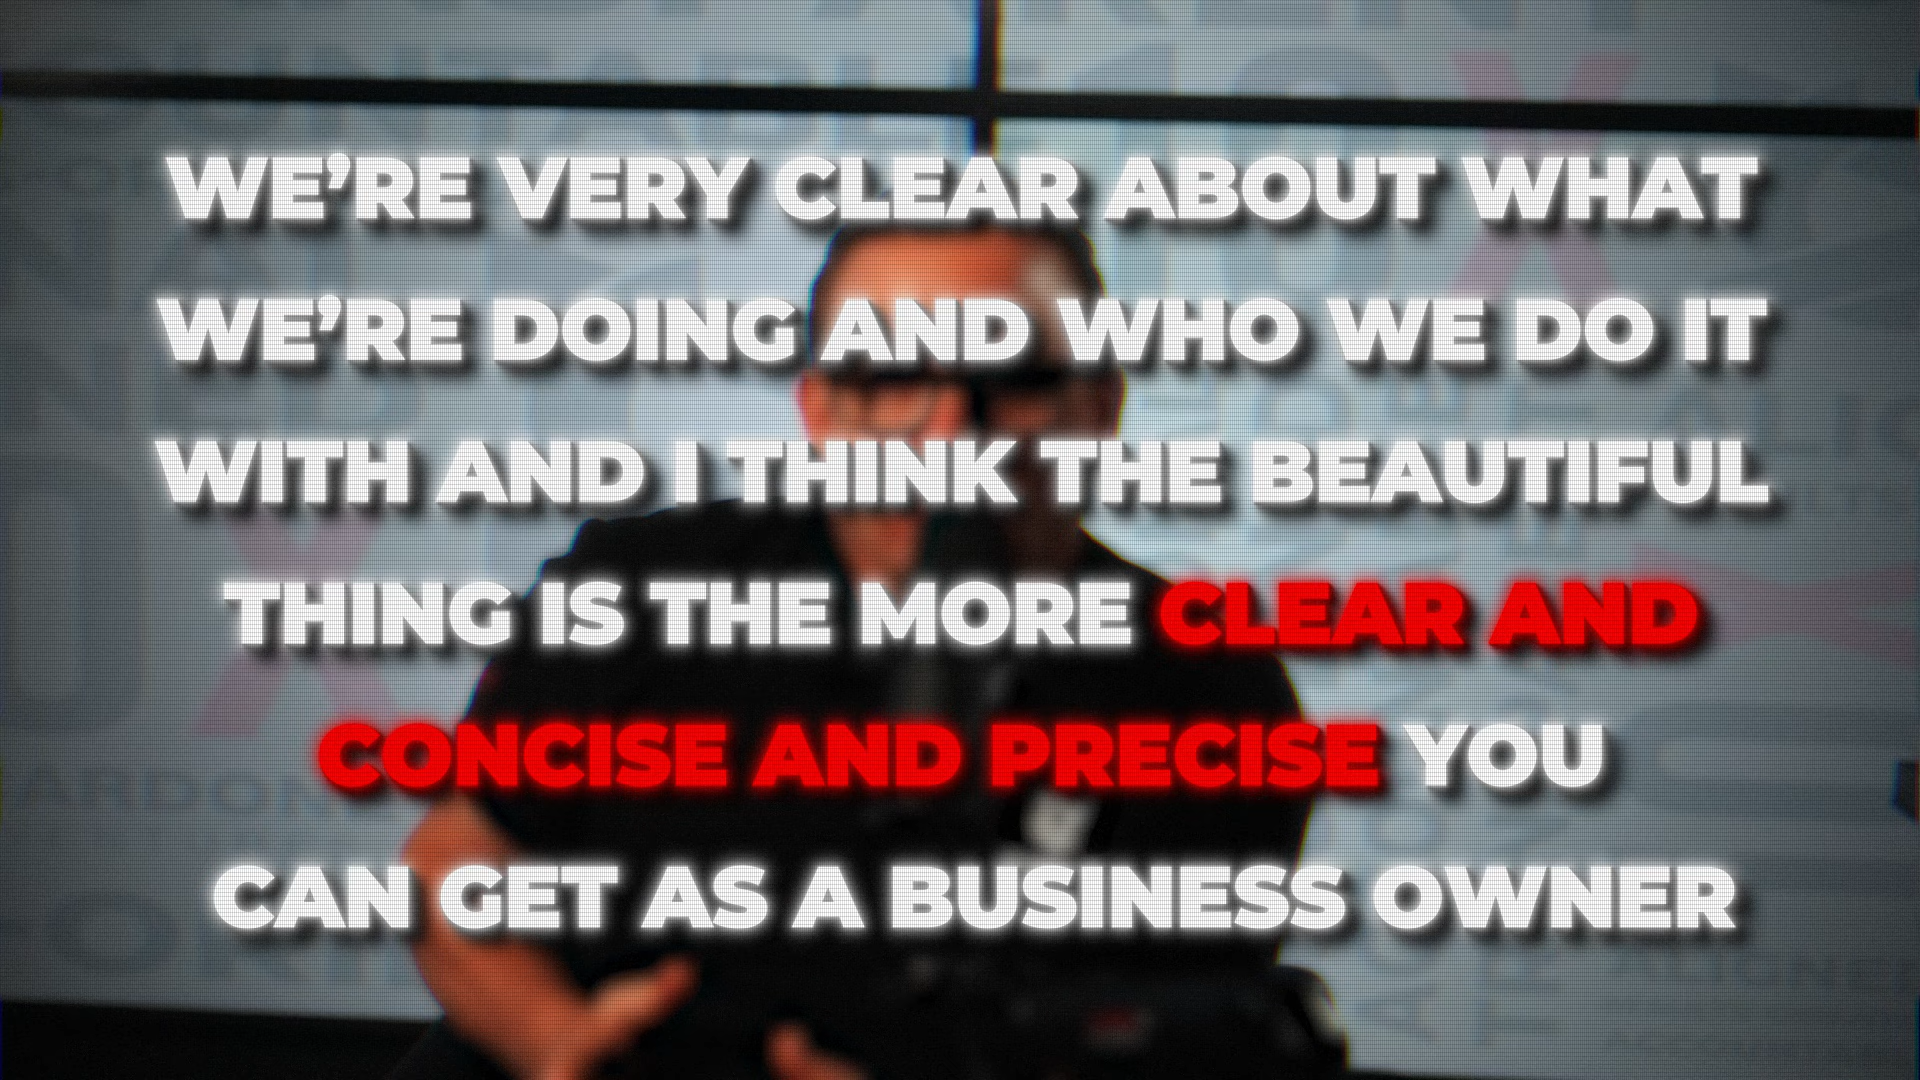 WE’RE VERY CLEAR ABOUT WHAT
WE’RE DOING AND WHO WE DO IT
WITH AND I THINK THE BEAUTIFUL
THING IS THE MORE CLEAR AND
CONCISE AND PRECISE YOU
CAN GET AS A BUSINESS OWNER